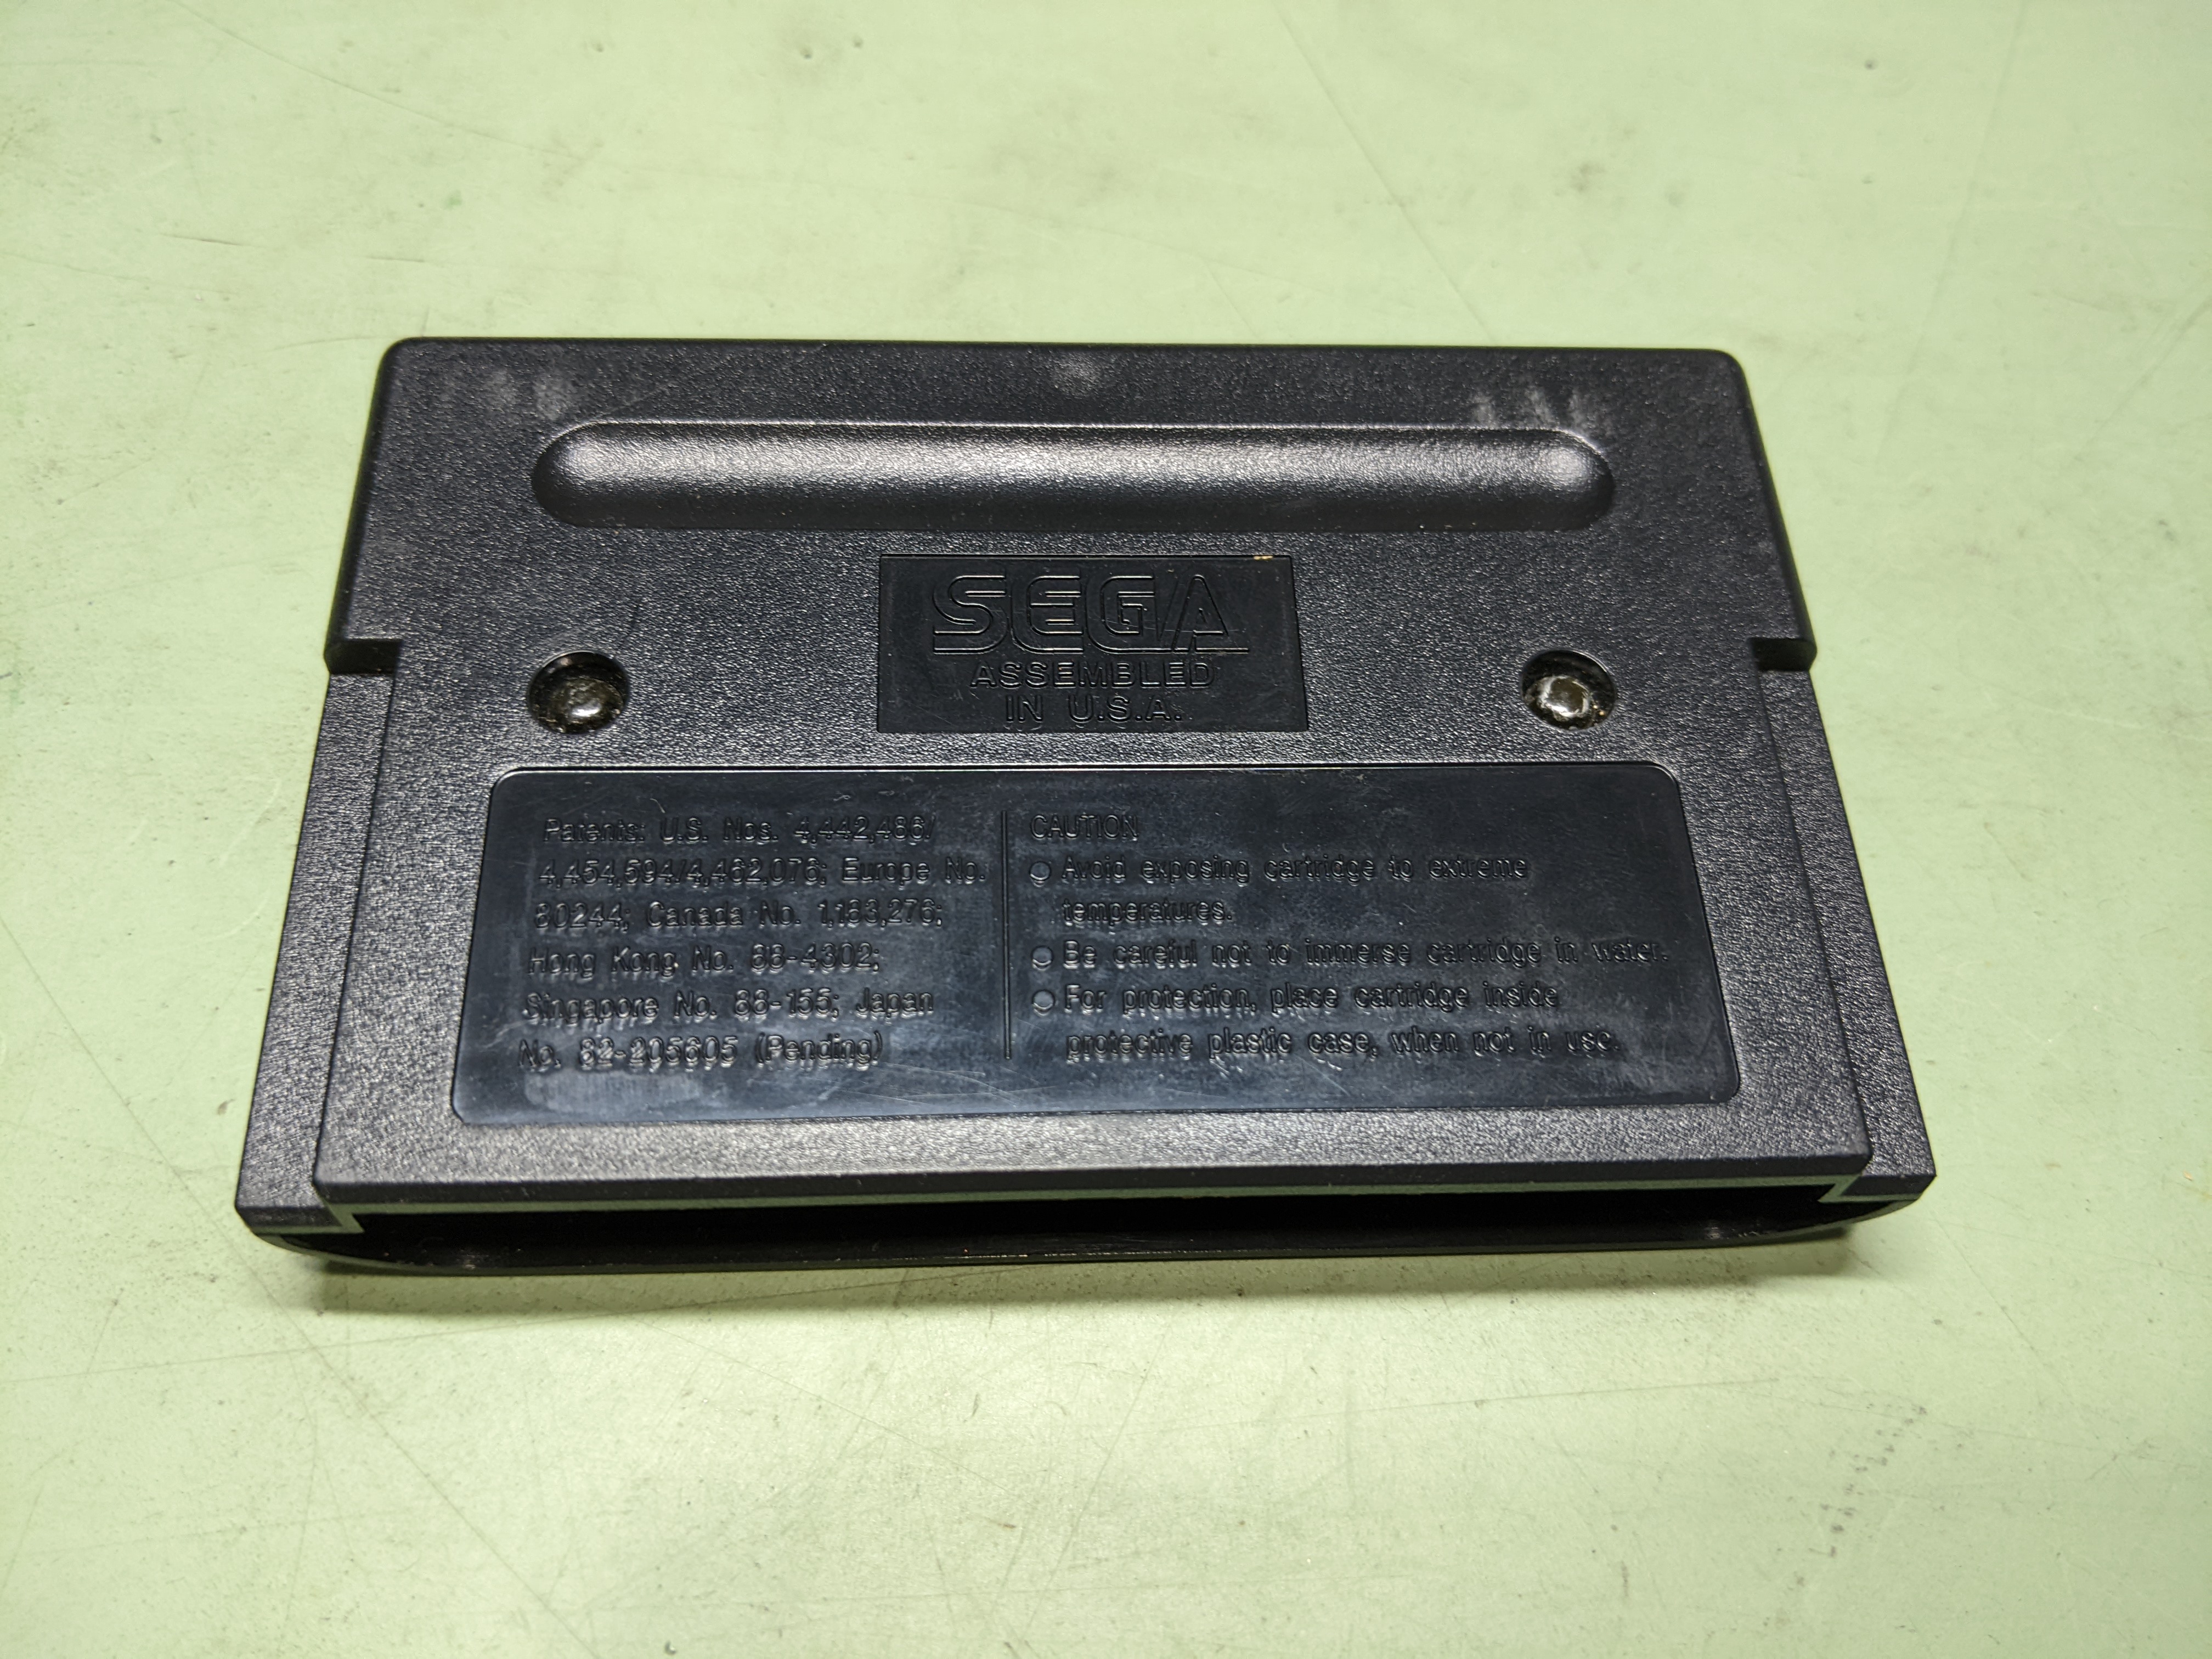 SEGA
ASSEMBLED
IN U.S.A.
Patents: U.S. Nos. 4,442,486/
4,454,594/4,462,076; Europe No.
80244; Canada No. 1,183,276;
Hong Kong No. 88-4302;
Singapore No. 88-155; Japan
No. 82-205605 (Pending)
CAUTION
Avoid exposing cartridge to extreme
temperatures.
Be careful not to immerse cartridge in water.
For protection, place cartridge inside
protective plastic case, when not in use.